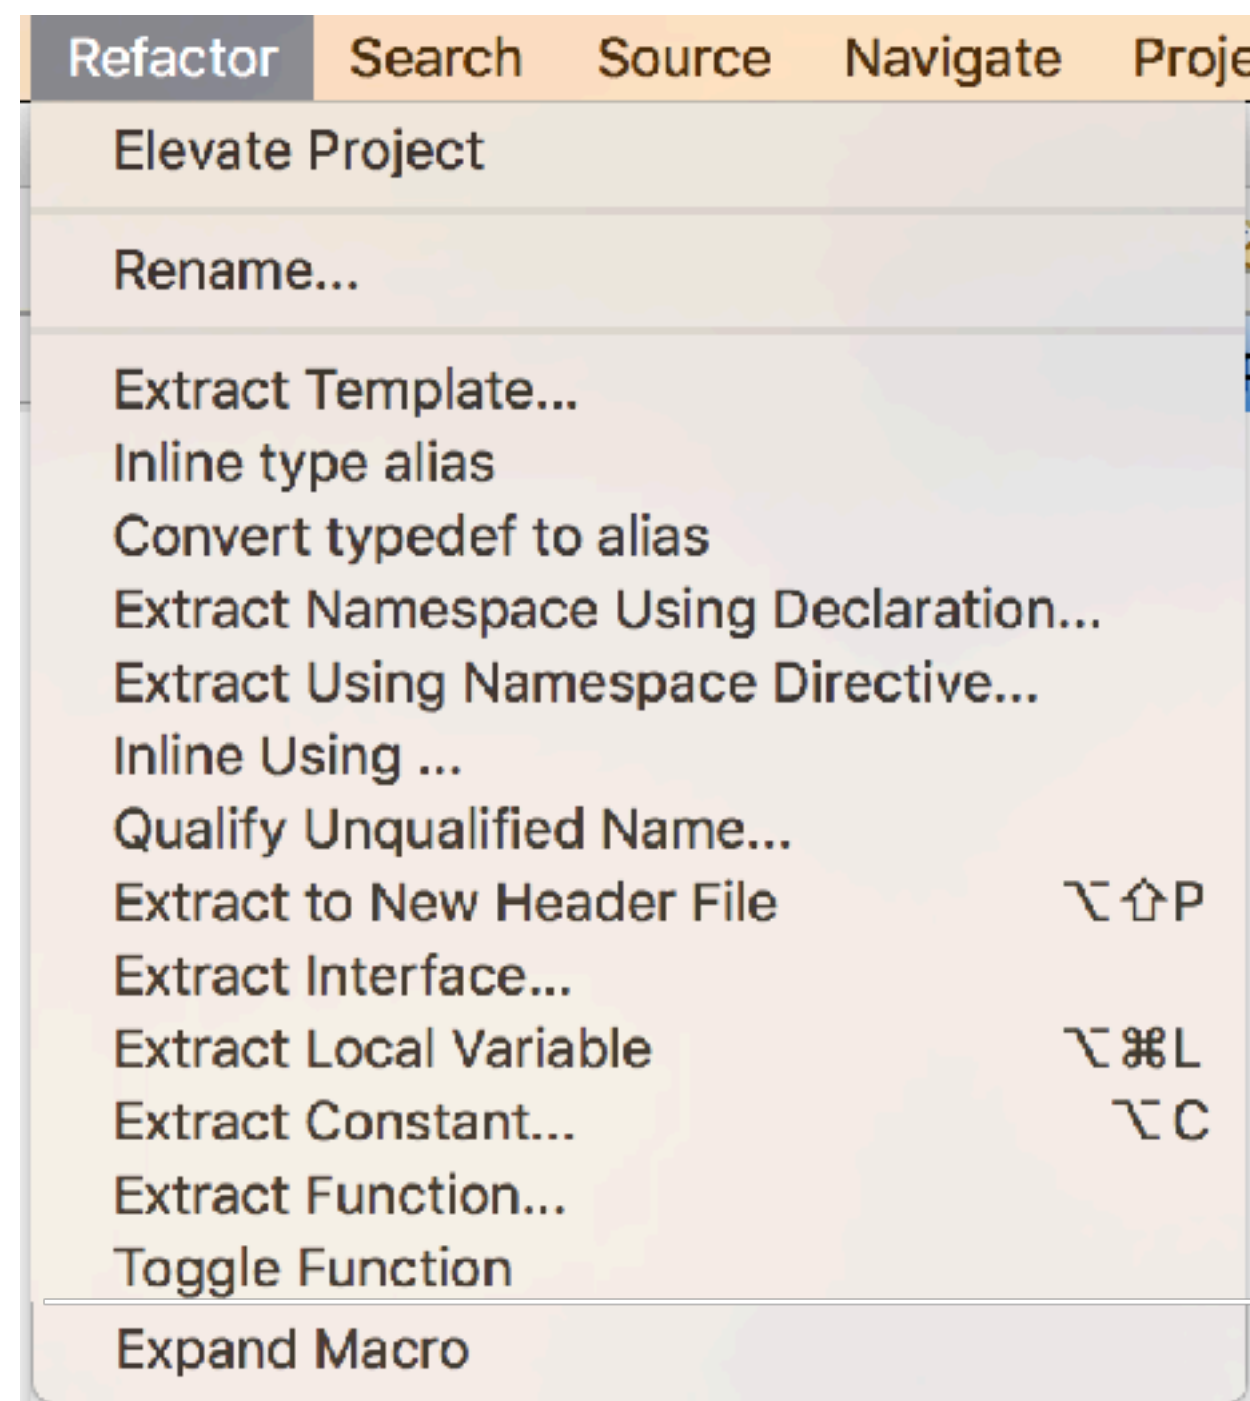 Refactor Search Source Navigate Proje
Elevate Project
Rename...
Extract Template...
Inline type alias
Convert typedef to alias
Extract Namespace Using Declaration...
Extract Using Namespace Directive...
Inline Using ...
Qualify Unqualified Name...
Extract to New Header File ⌥⇧P
Extract Interface...
Extract Local Variable ⌥⌘L
Extract Constant... ⌥C
Extract Function...
Toggle Function
Expand Macro